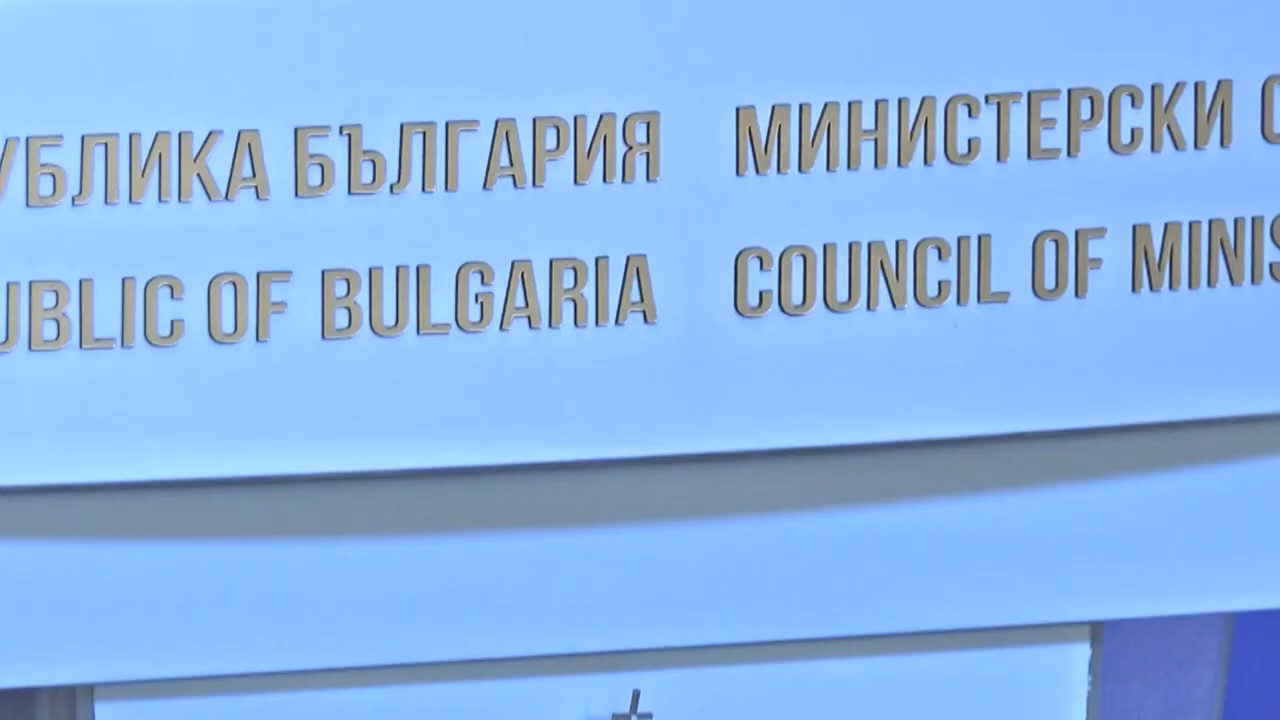 УБЛИКА БЪЛГАРИЯ МИНИСТЕРСКИ
UBLIC OF BULGARIA COUNCIL OF MINIS